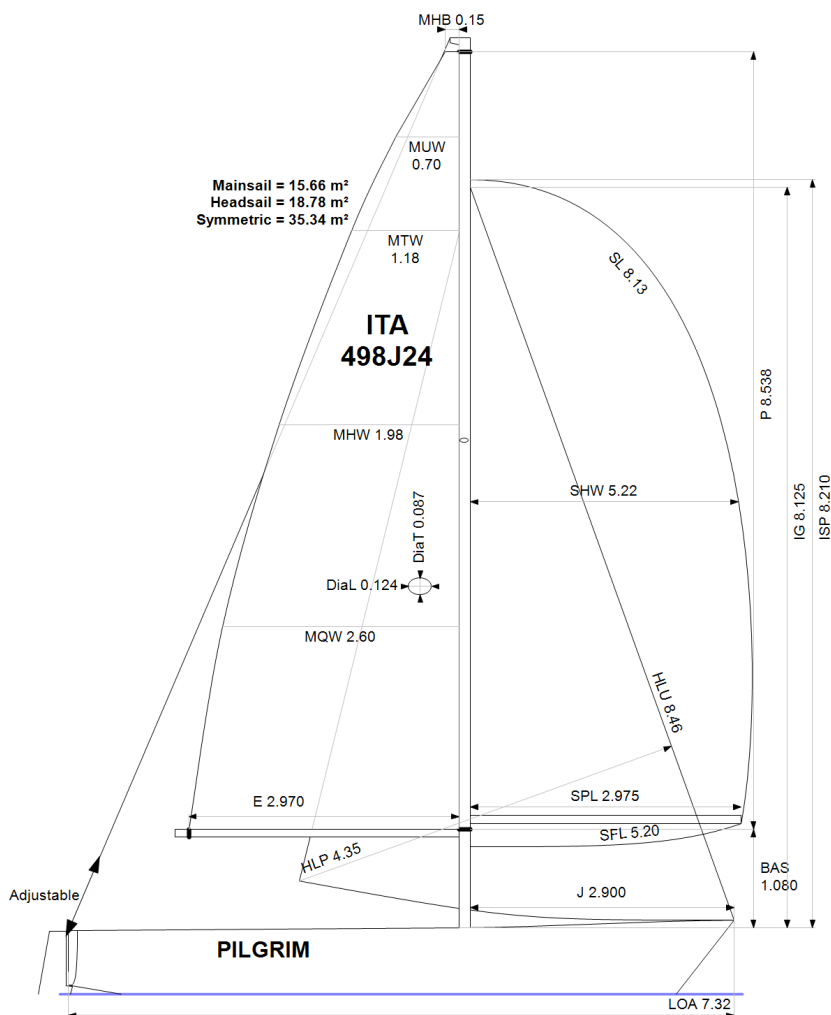 MHB 0.15
MUW
0.70
Mainsail = 15.66 m²
Headsail = 18.78 m²
Symmetric = 35.34 m²
MTW
1.18
SL 8.13
ITA
498J24
P 8.538
MHW 1.98
IG 8.125
ISP 8.210
SHW 5.22
DiaT 0.087
DiaL 0.124
MQW 2.60
HLU 8.46
E 2.970
SPL 2.975
SFL 5.20
HLP 4.35
BAS
1.080
Adjustable
J 2.900
PILGRIM
LOA 7.32